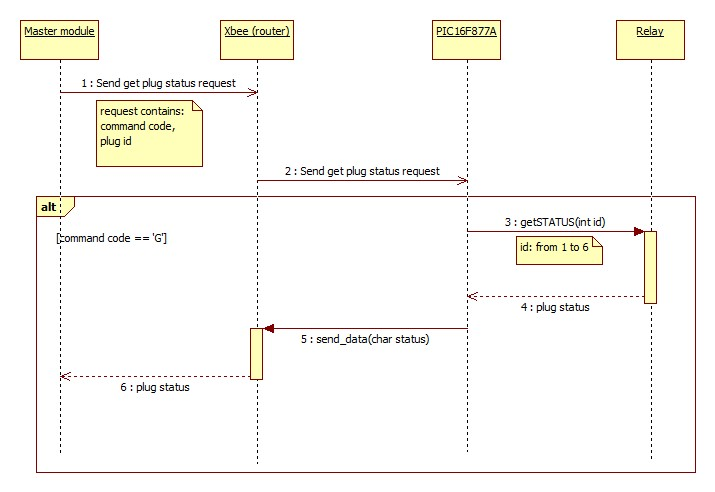 Master module
Xbee (router)
PIC16F877A
Relay
1 : Send get plug status request
request contains:
command code,
plug id
2 : Send get plug status request
alt
[command code == 'G']
3 : getSTATUS(int id)
id: from 1 to 6
4 : plug status
5 : send_data(char status)
6 : plug status